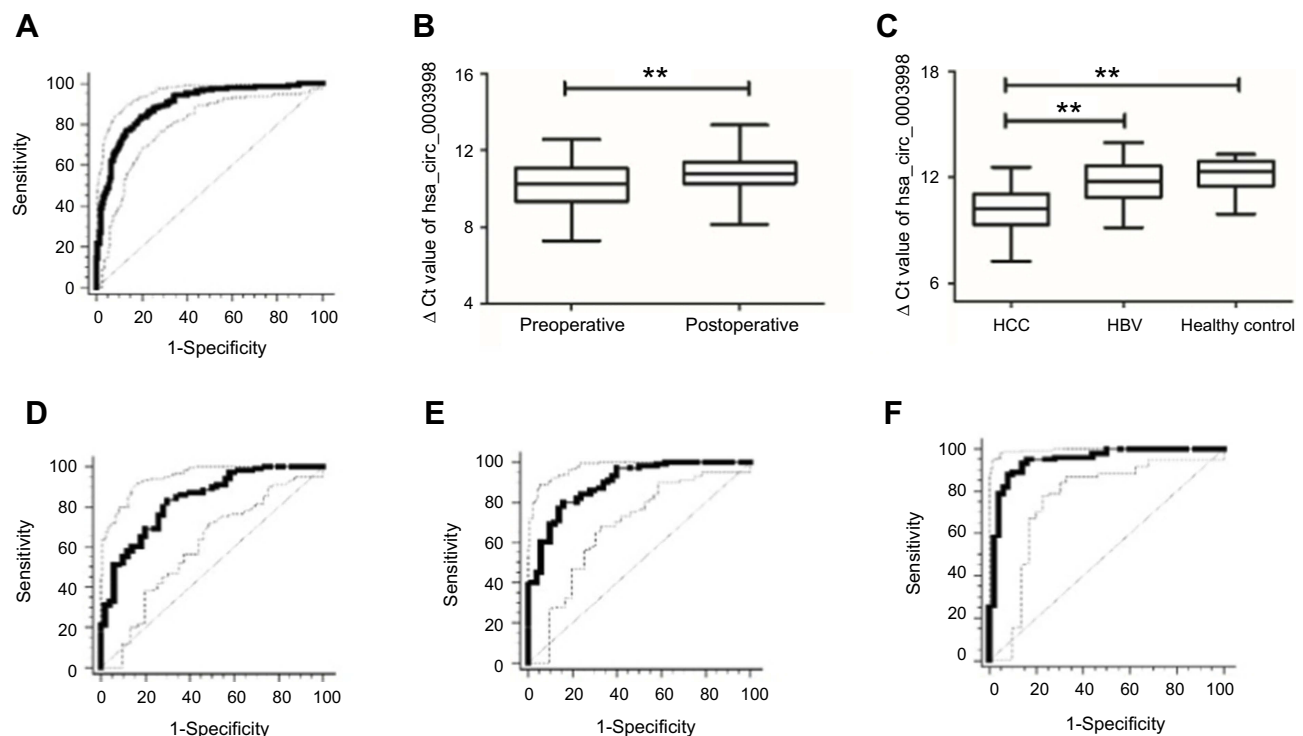 A
Sensitivity
100
80
60
40
20
0
0 20 40 60 80 100
1-Specificity
B
Δ Ct value of hsa_circ_0003998
16
12
8
4
**
Preoperative Postoperative
C
Δ Ct value of hsa_circ_0003998
18
12
6
**
**
HCC HBV Healthy control
D
Sensitivity
100
80
60
40
20
0
0 20 40 60 80 100
1-Specificity
E
Sensitivity
100
80
60
40
20
0
0 20 40 60 80 100
1-Specificity
F
Sensitivity
100
80
60
40
20
0
0 20 40 60 80 100
1-Specificity